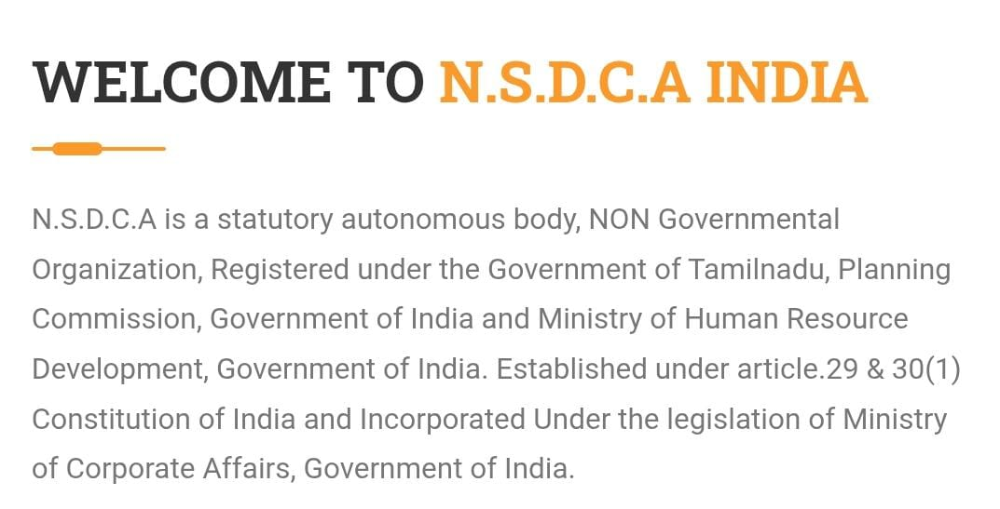 WELCOME TO N.S.D.C.A INDIA
N.S.D.C.A is a statutory autonomous body, NON Governmental
Organization, Registered under the Government of Tamilnadu, Planning
Commission, Government of India and Ministry of Human Resource
Development, Government of India. Established under article.29 & 30(1)
Constitution of India and Incorporated Under the legislation of Ministry
of Corporate Affairs, Government of India.